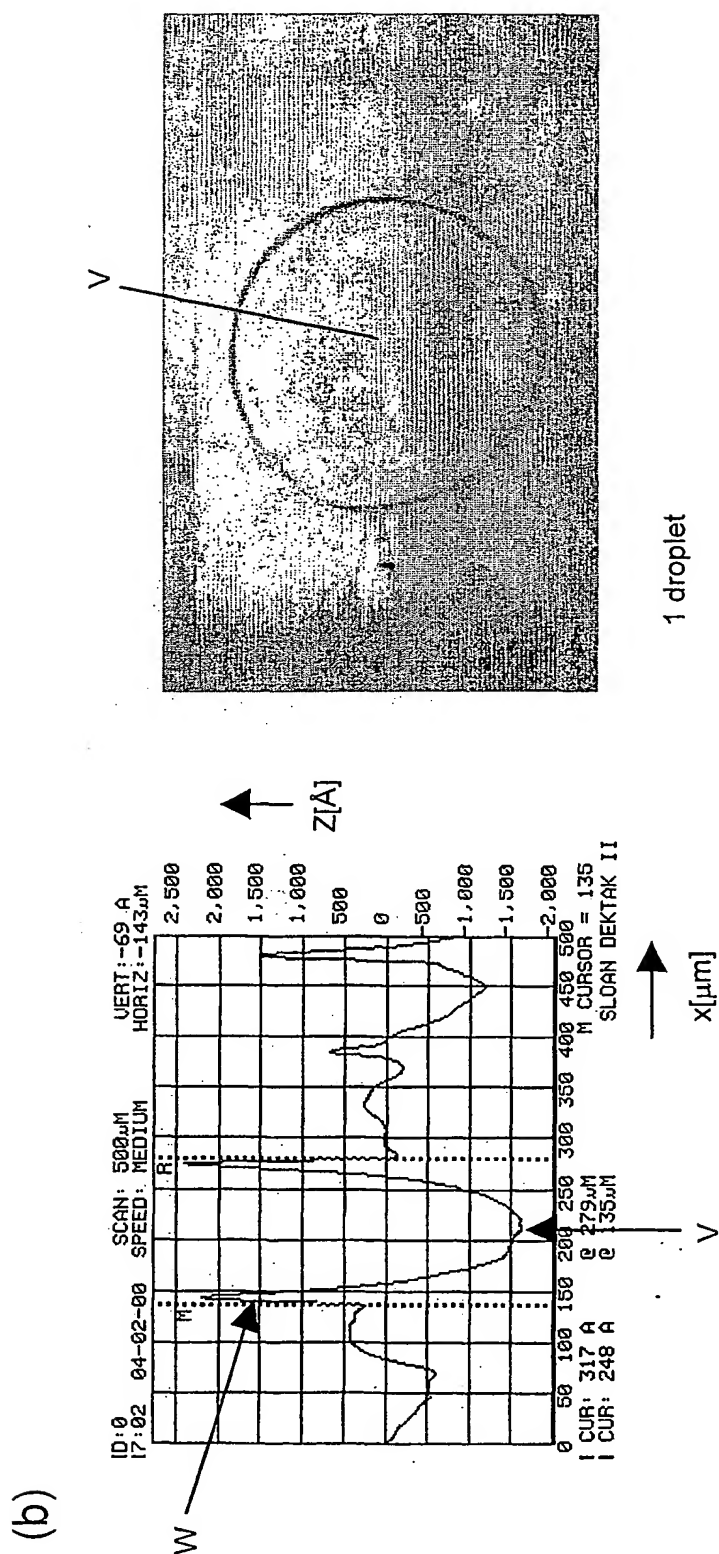 (b)
ID:0 SCAN: 500µM VERT:-69 A
17:02 04-02-00 SPEED: MEDIUM HORIZ:-143µM
W
M
R
2,500
2,000
1,500
500
0
-500
-1,000
-1,500
-2,000
Z[Å]
0 50 100 150 200 250 300 350 400 450 500
CUR: 317 A @ 279µM M CURSOR = 135
CUR: 248 A @ 135µM SLOAN DEKTAK II
V
x[µm]
V
1 droplet